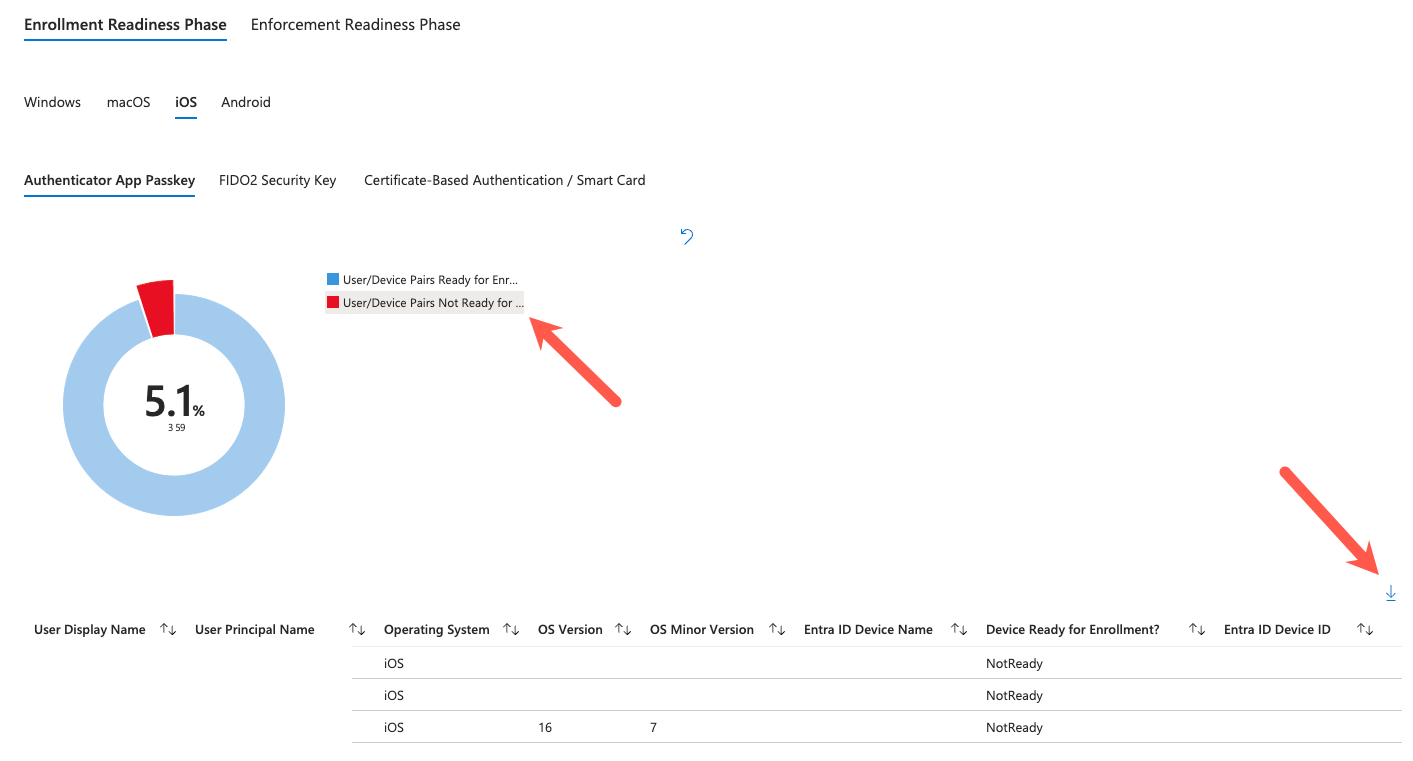 Enrollment Readiness Phase Enforcement Readiness Phase
Windows macOS iOS Android
Authenticator App Passkey FIDO2 Security Key Certificate-Based Authentication / Smart Card
User/Device Pairs Ready for Enr...
User/Device Pairs Not Ready for ...
5.1%
3 59
User Display Name User Principal Name Operating System OS Version OS Minor Version Entra ID Device Name Device Ready for Enrollment? Entra ID Device ID
iOS NotReady
iOS NotReady
iOS 16 7 NotReady